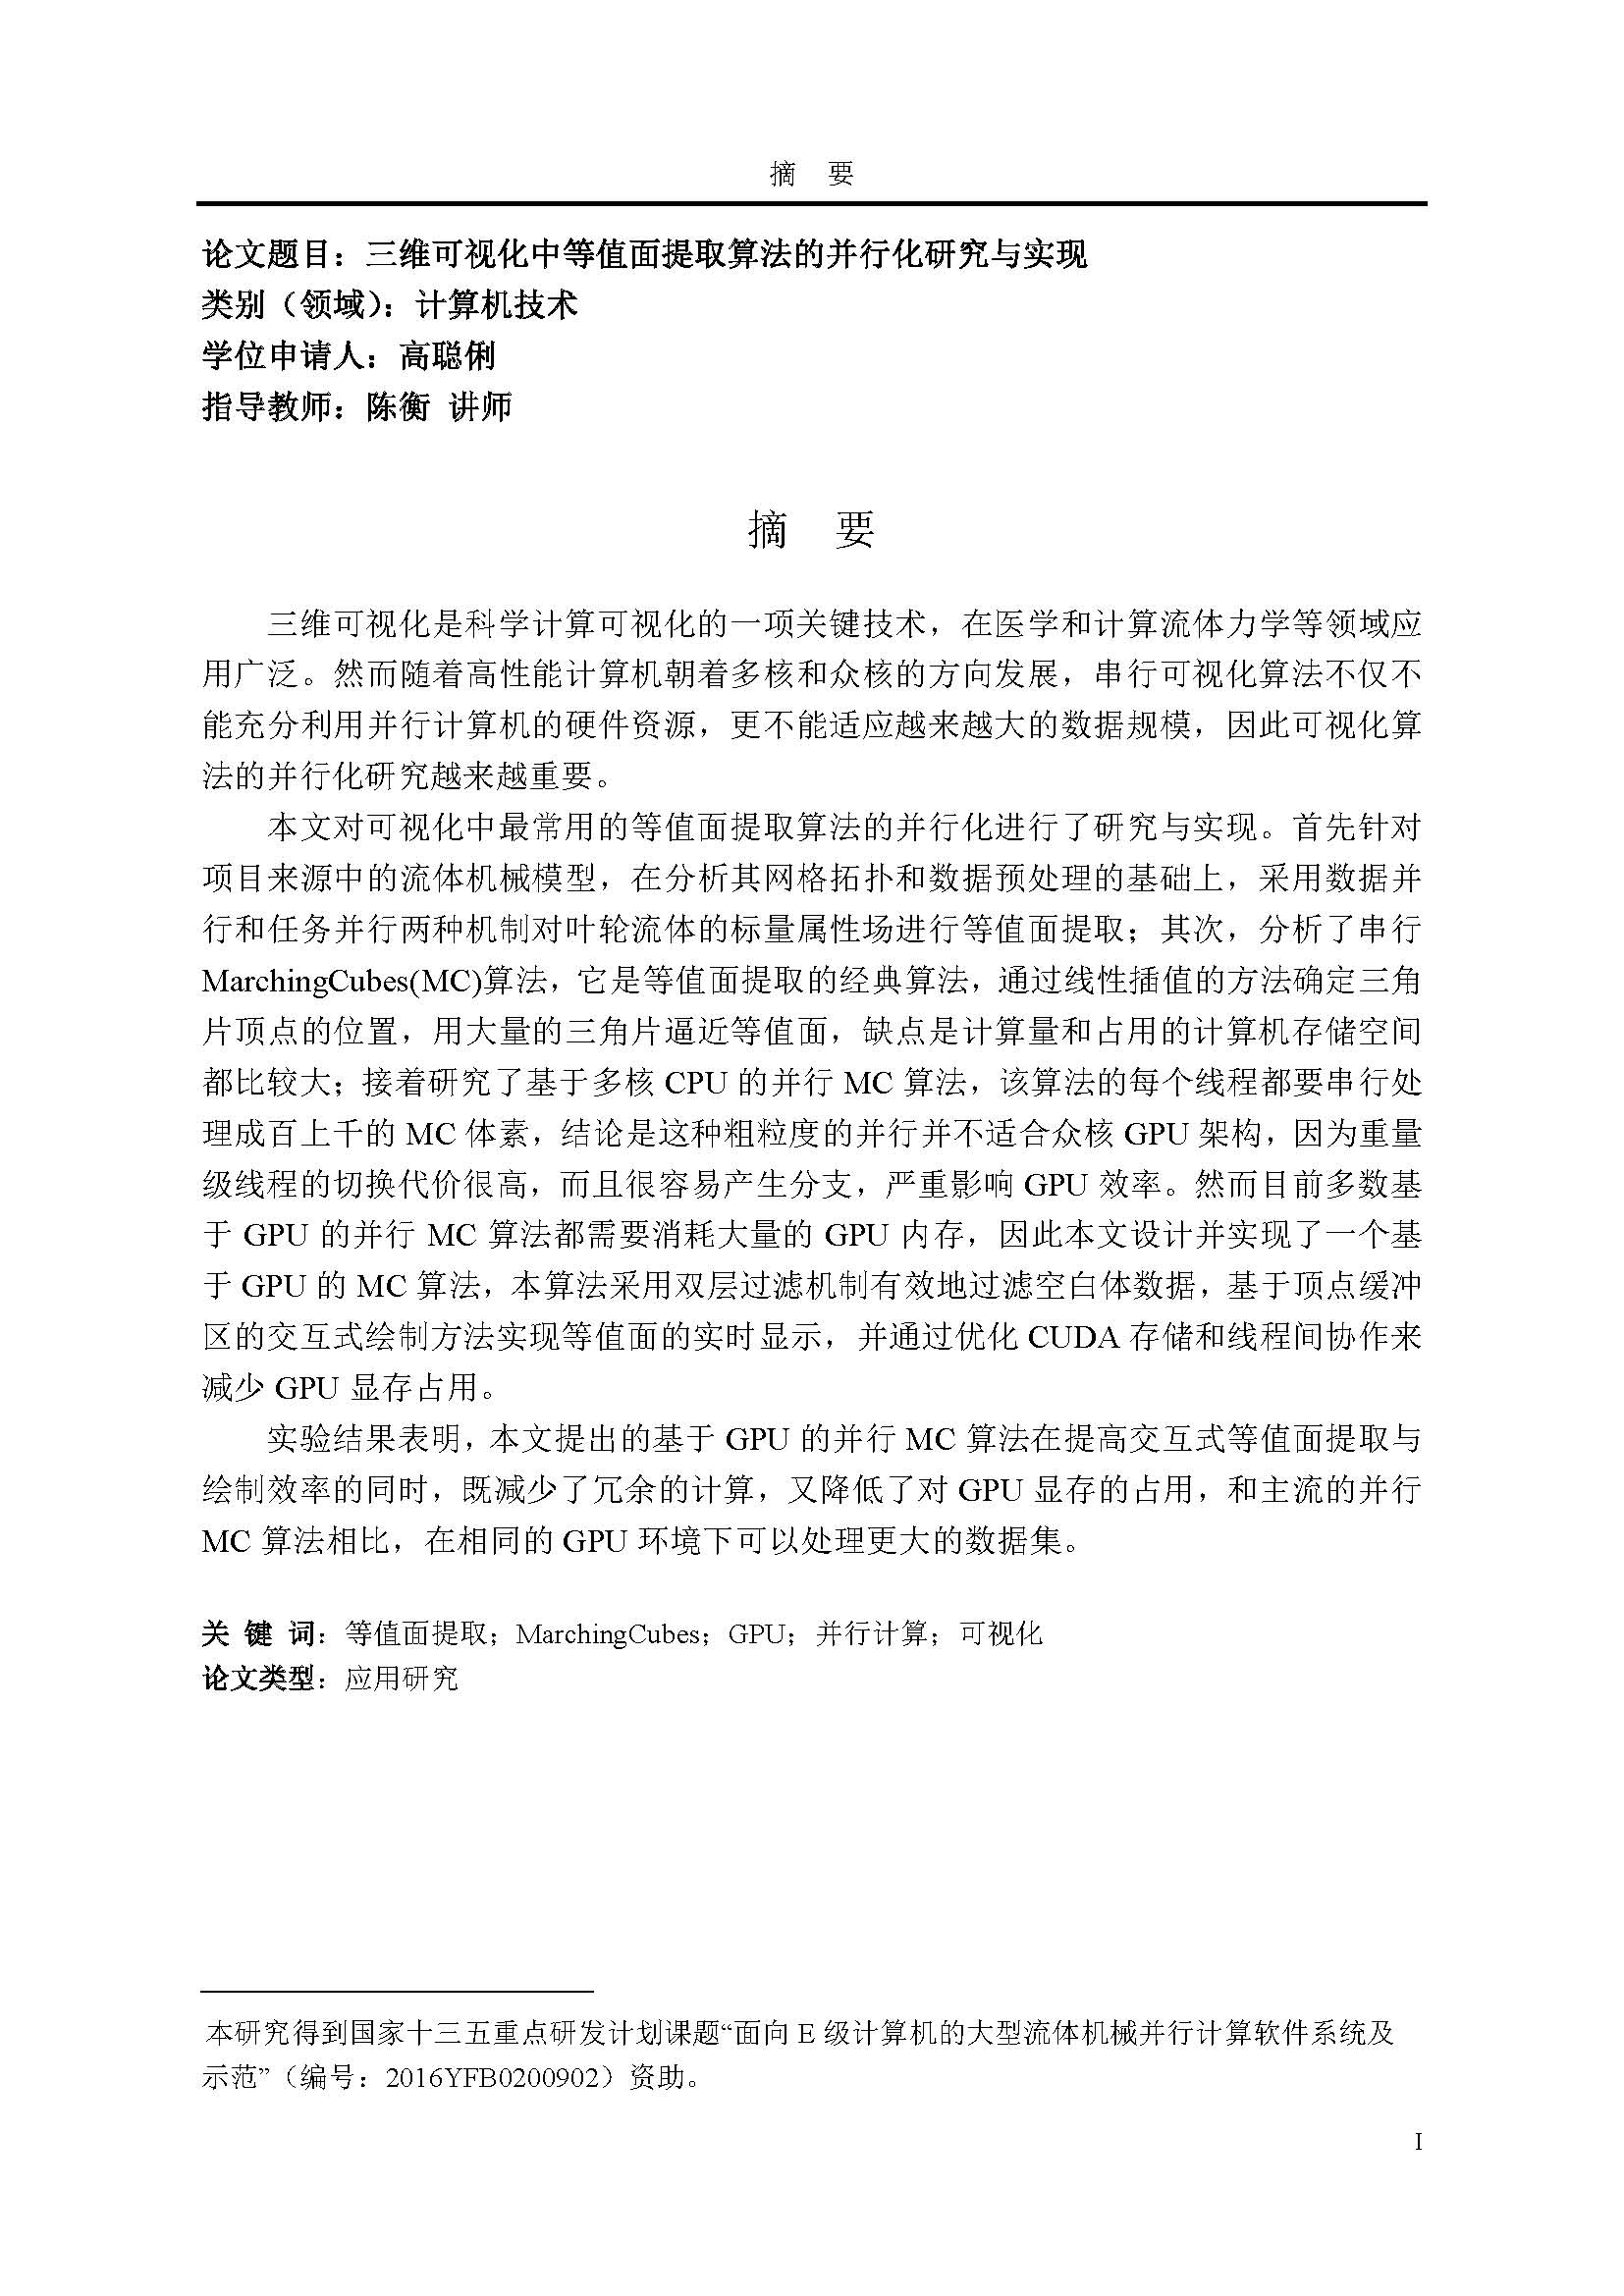 摘 要
论文题目：三维可视化中等值面提取算法的并行化研究与实现
类别（领域）：计算机技术
学位申请人：高聪俐
指导教师：陈衡 讲师
摘 要
三维可视化是科学计算可视化的一项关键技术，在医学和计算流体力学等领域应
用广泛。然而随着高性能计算机朝着多核和众核的方向发展，串行可视化算法不仅不
能充分利用并行计算机的硬件资源，更不能适应越来越大的数据规模，因此可视化算
法的并行化研究越来越重要。
本文对可视化中最常用的等值面提取算法的并行化进行了研究与实现。首先针对
项目来源中的流体机械模型，在分析其网格拓扑和数据预处理的基础上，采用数据并
行和任务并行两种机制对叶轮流体的标量属性场进行等值面提取；其次，分析了串行
MarchingCubes(MC)算法，它是等值面提取的经典算法，通过线性插值的方法确定三角
片顶点的位置，用大量的三角片逼近等值面，缺点是计算量和占用的计算机存储空间
都比较大；接着研究了基于多核 CPU 的并行 MC 算法，该算法的每个线程都要串行处
理成百上千的 MC 体素，结论是这种粗粒度的并行并不适合众核 GPU 架构，因为重量
级线程的切换代价很高，而且很容易产生分支，严重影响 GPU 效率。然而目前多数基
于 GPU 的并行 MC 算法都需要消耗大量的 GPU 内存，因此本文设计并实现了一个基
于 GPU 的 MC 算法，本算法采用双层过滤机制有效地过滤空白体数据，基于顶点缓冲
区的交互式绘制方法实现等值面的实时显示，并通过优化 CUDA 存储和线程间协作来
减少 GPU 显存占用。
实验结果表明，本文提出的基于 GPU 的并行 MC 算法在提高交互式等值面提取与
绘制效率的同时，既减少了冗余的计算，又降低了对 GPU 显存的占用，和主流的并行
MC 算法相比，在相同的 GPU 环境下可以处理更大的数据集。
关 键 词：等值面提取；MarchingCubes；GPU；并行计算；可视化
论文类型：应用研究
本研究得到国家十三五重点研发计划课题“面向 E 级计算机的大型流体机械并行计算软件系统及
示范”（编号：2016YFB0200902）资助。
I